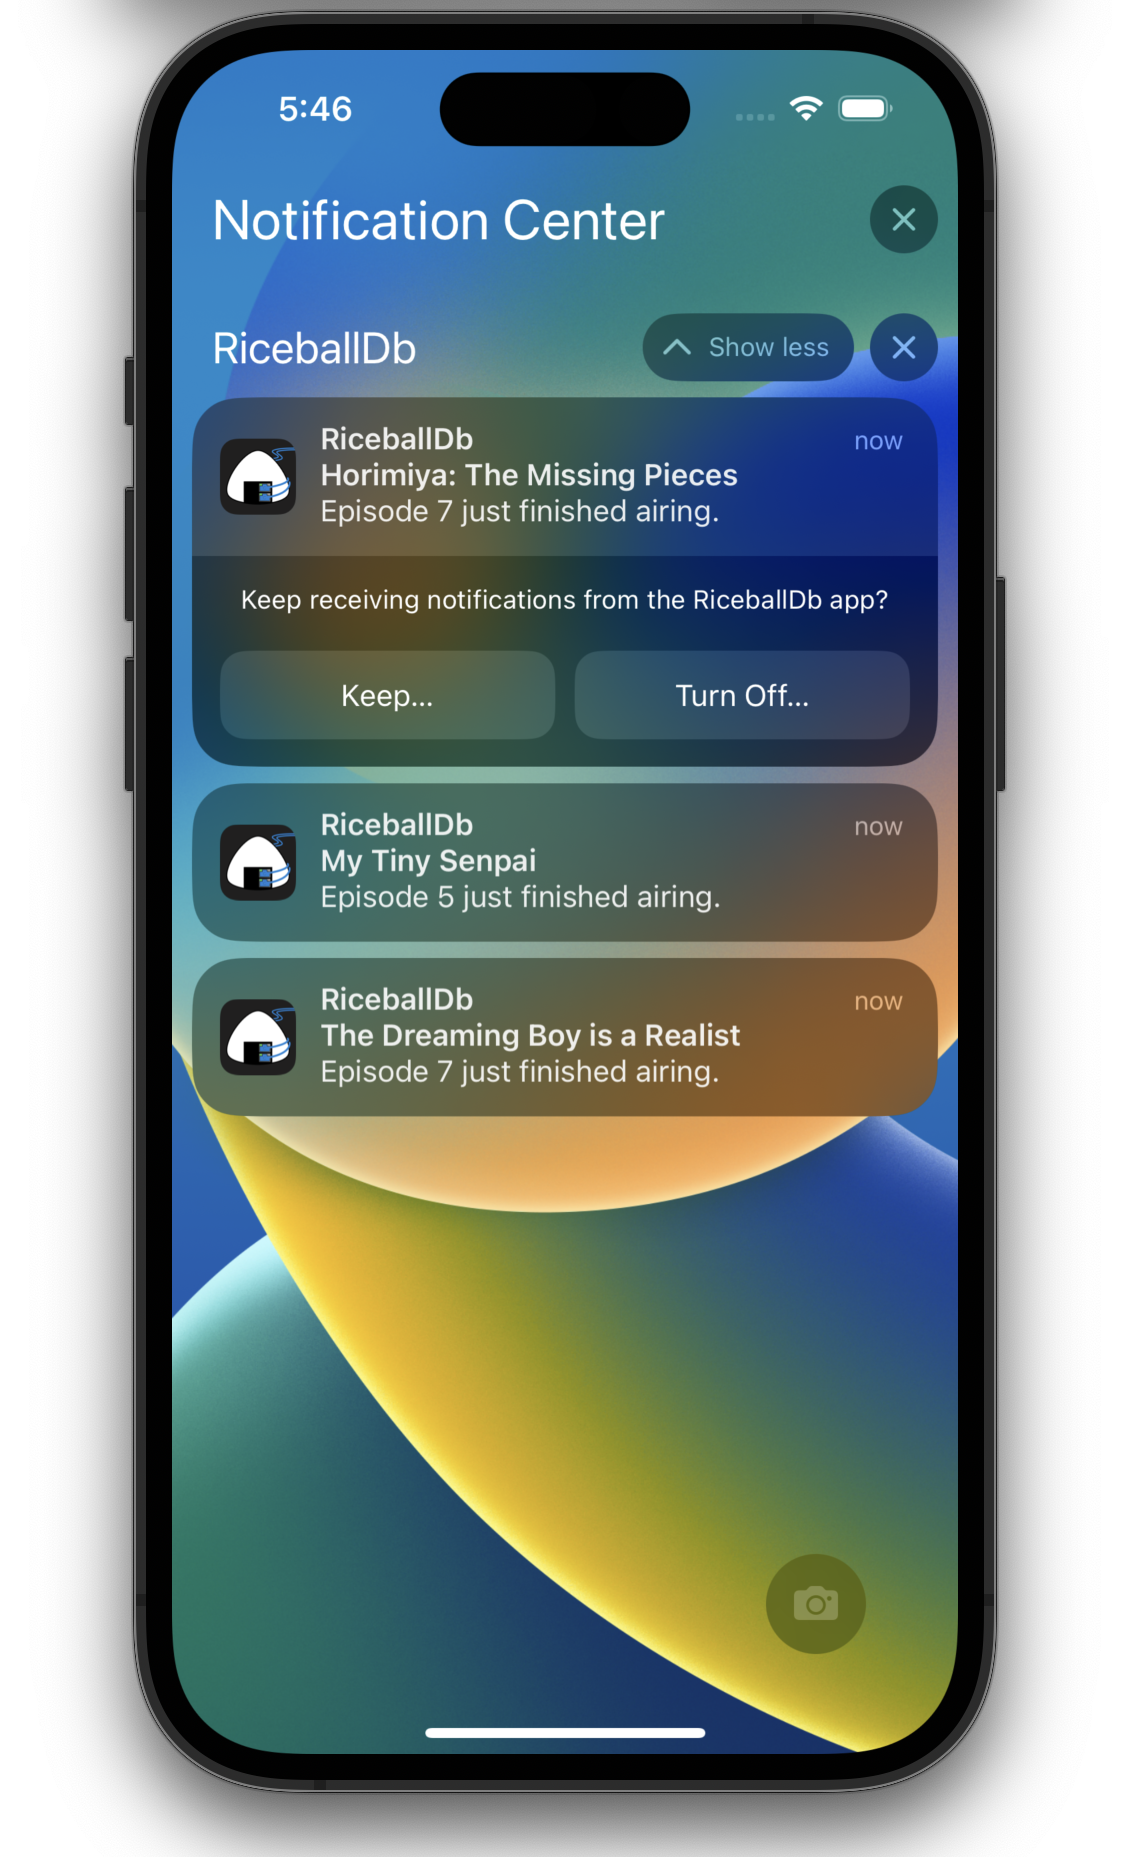 5:46
Notification Center
RiceballDb
Show less
RiceballDb
now
Horimiya: The Missing Pieces
Episode 7 just finished airing.
Keep receiving notifications from the RiceballDb app?
Keep...
Turn Off...
RiceballDb
now
My Tiny Senpai
Episode 5 just finished airing.
RiceballDb
now
The Dreaming Boy is a Realist
Episode 7 just finished airing.